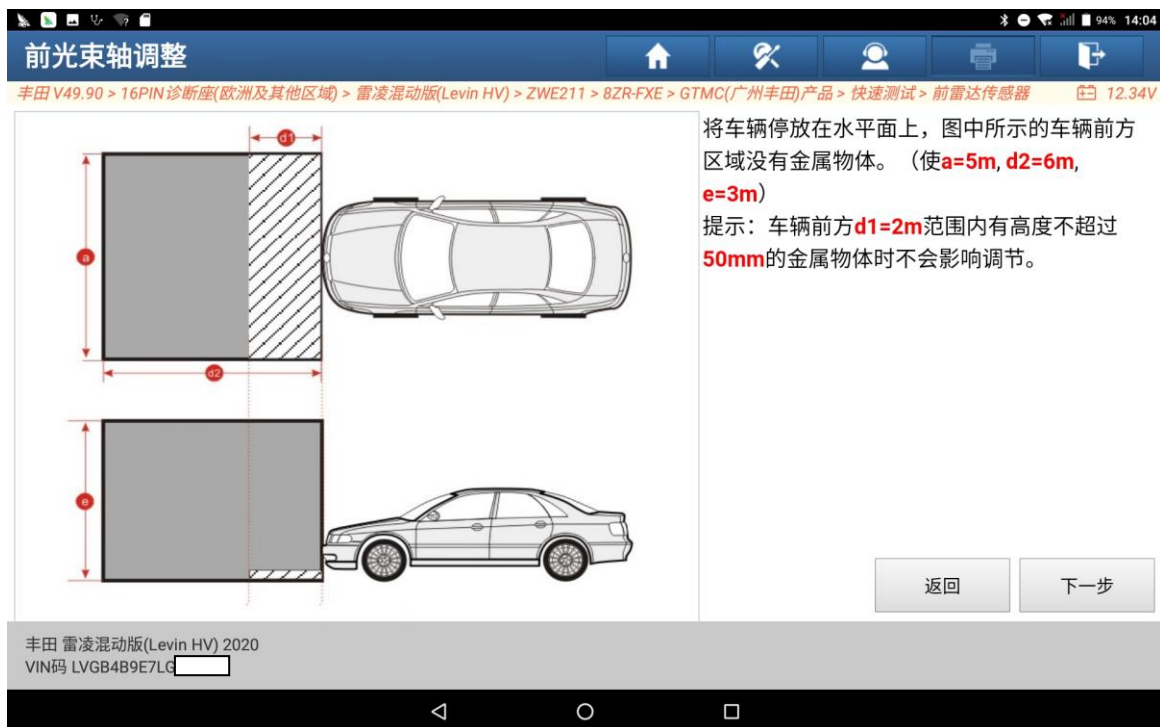 94% 14:04
前光束轴调整
丰田 V49.90 > 16PIN诊断座(欧洲及其他区域) > 雷凌混动版(Levin HV) > ZWE211 > 8ZR-FXE > GTMC(广州丰田)产品 > 快速测试 > 前雷达传感器 12.34V
将车辆停放在水平面上，图中所示的车辆前方
区域没有金属物体。（使a=5m, d2=6m,
e=3m）
提示：车辆前方d1=2m范围内有高度不超过
50mm的金属物体时不会影响调节。
d1
a
d2
e
返回 下一步
丰田 雷凌混动版(Levin HV) 2020
VIN码 LVGB4B9E7LG